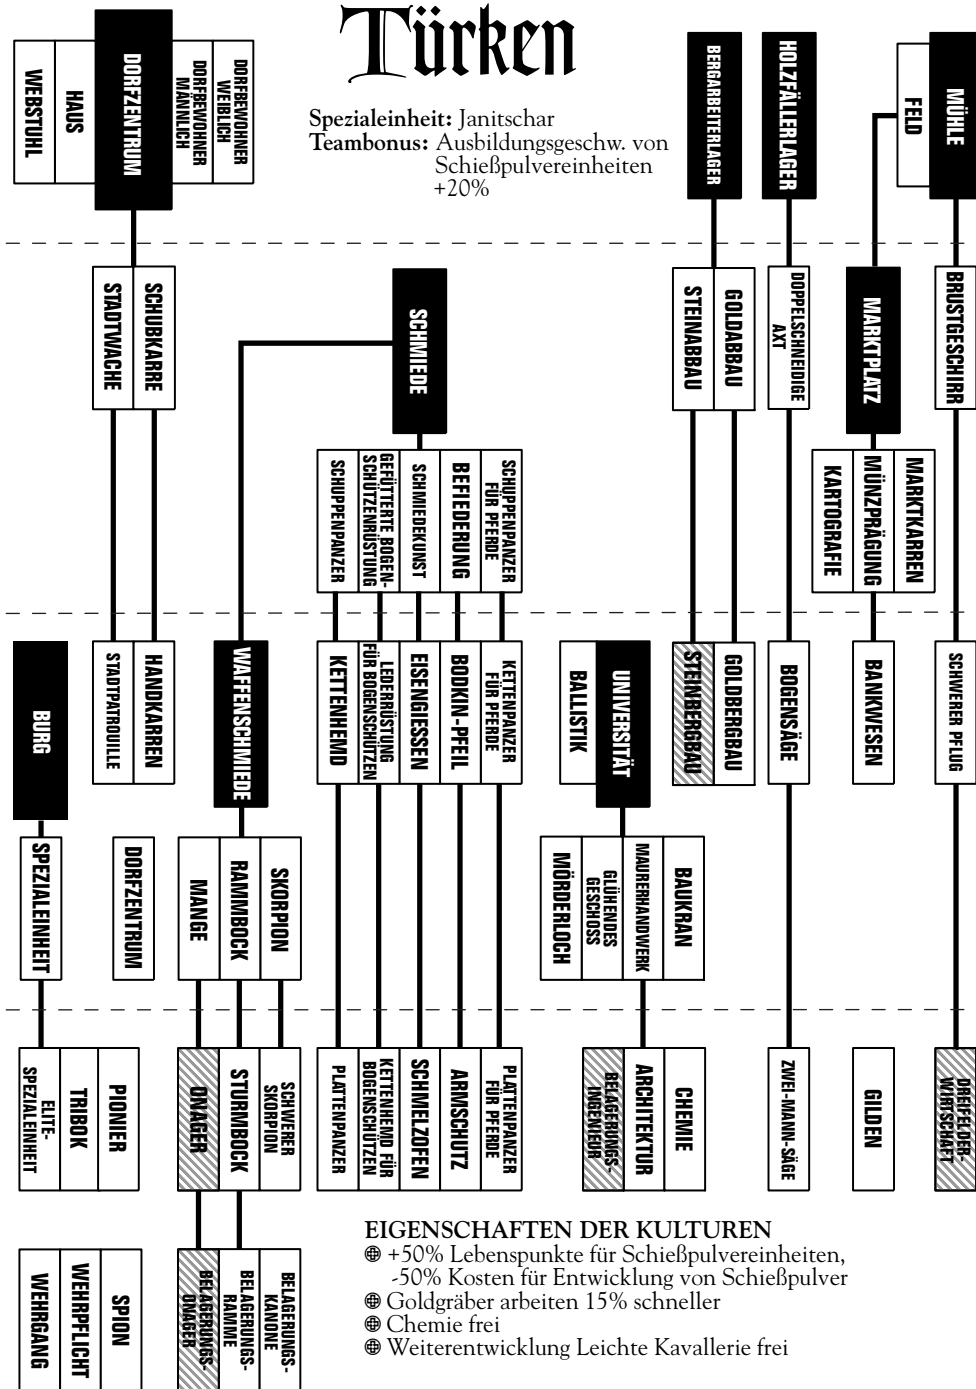 Türken
Spezialeinheit: Janitschar
Teambonus: Ausbildungsgeschw. von
Schießpulvereinheiten
+20%
DORFBEWOHNER
WEIBLICH
DORFBEWOHNER
MÄNNLICH
DORFZENTRUM
HAUS
WEBSTUHL
BERGARBEITERLAGER
HOLZFÄLLERLAGER
MÜHLE
FELD
SCHUBKARRE
STADTWACHE
SCHMIEDE
GOLDABBAU
STEINABBAU
DOPPELSCHNEIDIGE
AXT
MARKTPLATZ
BRUSTGESCHIRR
SCHUPPENPANZER
FÜR PFERDE
BEFIEDERUNG
SCHMIEDEKUNST
GEFÜTTERTE BOGEN-
SCHÜTZENRÜSTUNG
SCHUPPENPANZER
MARKTKARREN
MÜNZPRÄGUNG
KARTOGRAFIE
BURG
HANDKARREN
STADTPATROUILLE
WAFFENSCHMIEDE
KETTENPANZER
FÜR PFERDE
BODKIN-PFEIL
EISENGIESSEN
LEDERRÜSTUNG
FÜR BOGENSCHÜTZEN
KETTENHEMD
UNIVERSITÄT
BALLISTIK
GOLDBERGBAU
STEINBERGBAU
BOGENSÄGE
BANKWESEN
SCHWERER PFLUG
SPEZIALEINHEIT
DORFZENTRUM
SKORPION
RAMMBOCK
MANGE
BAUKRAN
MAURERHANDWERK
GLÜHENDES
GESCHOSS
MÖRDERLOCH
PIONIER
TRIBOK
ELITE-
SPEZIALEINHEIT
SCHWERER
SKORPION
STURMBOCK
ONAGER
PLATTENPANZER
FÜR PFERDE
ARMSCHUTZ
SCHMELZOFEN
KETTENHEMD FÜR
BOGENSCHÜTZEN
PLATTENPANZER
CHEMIE
ARCHITEKTUR
BELAGERUNGS-
INGENIEUR
ZWEI-MANN-SÄGE
GILDEN
DREIFELDER-
WIRTSCHAFT
SPION
WEHRPFLICHT
WEHRGANG
BELAGERUNGS-
KANONE
BELAGERUNGS-
RAMME
BELAGERUNGS-
ONAGER
EIGENSCHAFTEN DER KULTUREN
+50% Lebenspunkte für Schießpulvereinheiten,
-50% Kosten für Entwicklung von Schießpulver
Goldgräber arbeiten 15% schneller
Chemie frei
Weiterentwicklung Leichte Kavallerie frei